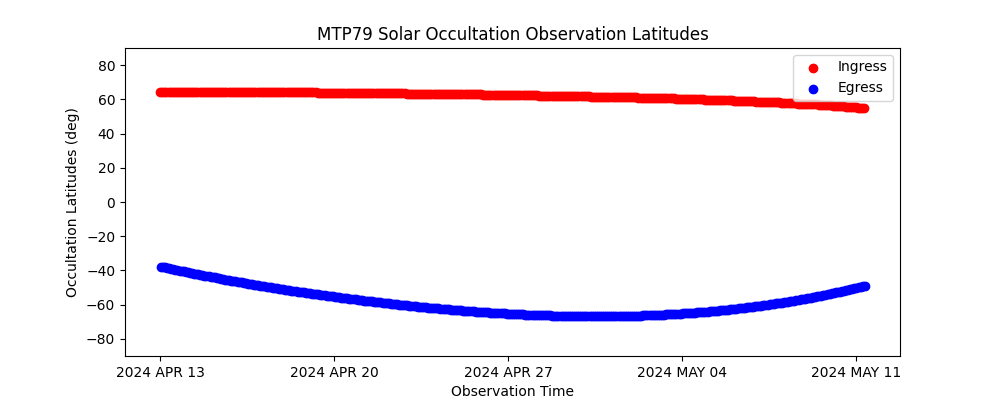 MTP79 Solar Occultation Observation Latitudes
Ingress
Egress
Occultation Latitudes (deg)
80
60
40
20
0
−20
−40
−60
−80
2024 APR 13
2024 APR 20
2024 APR 27
2024 MAY 04
2024 MAY 11
Observation Time